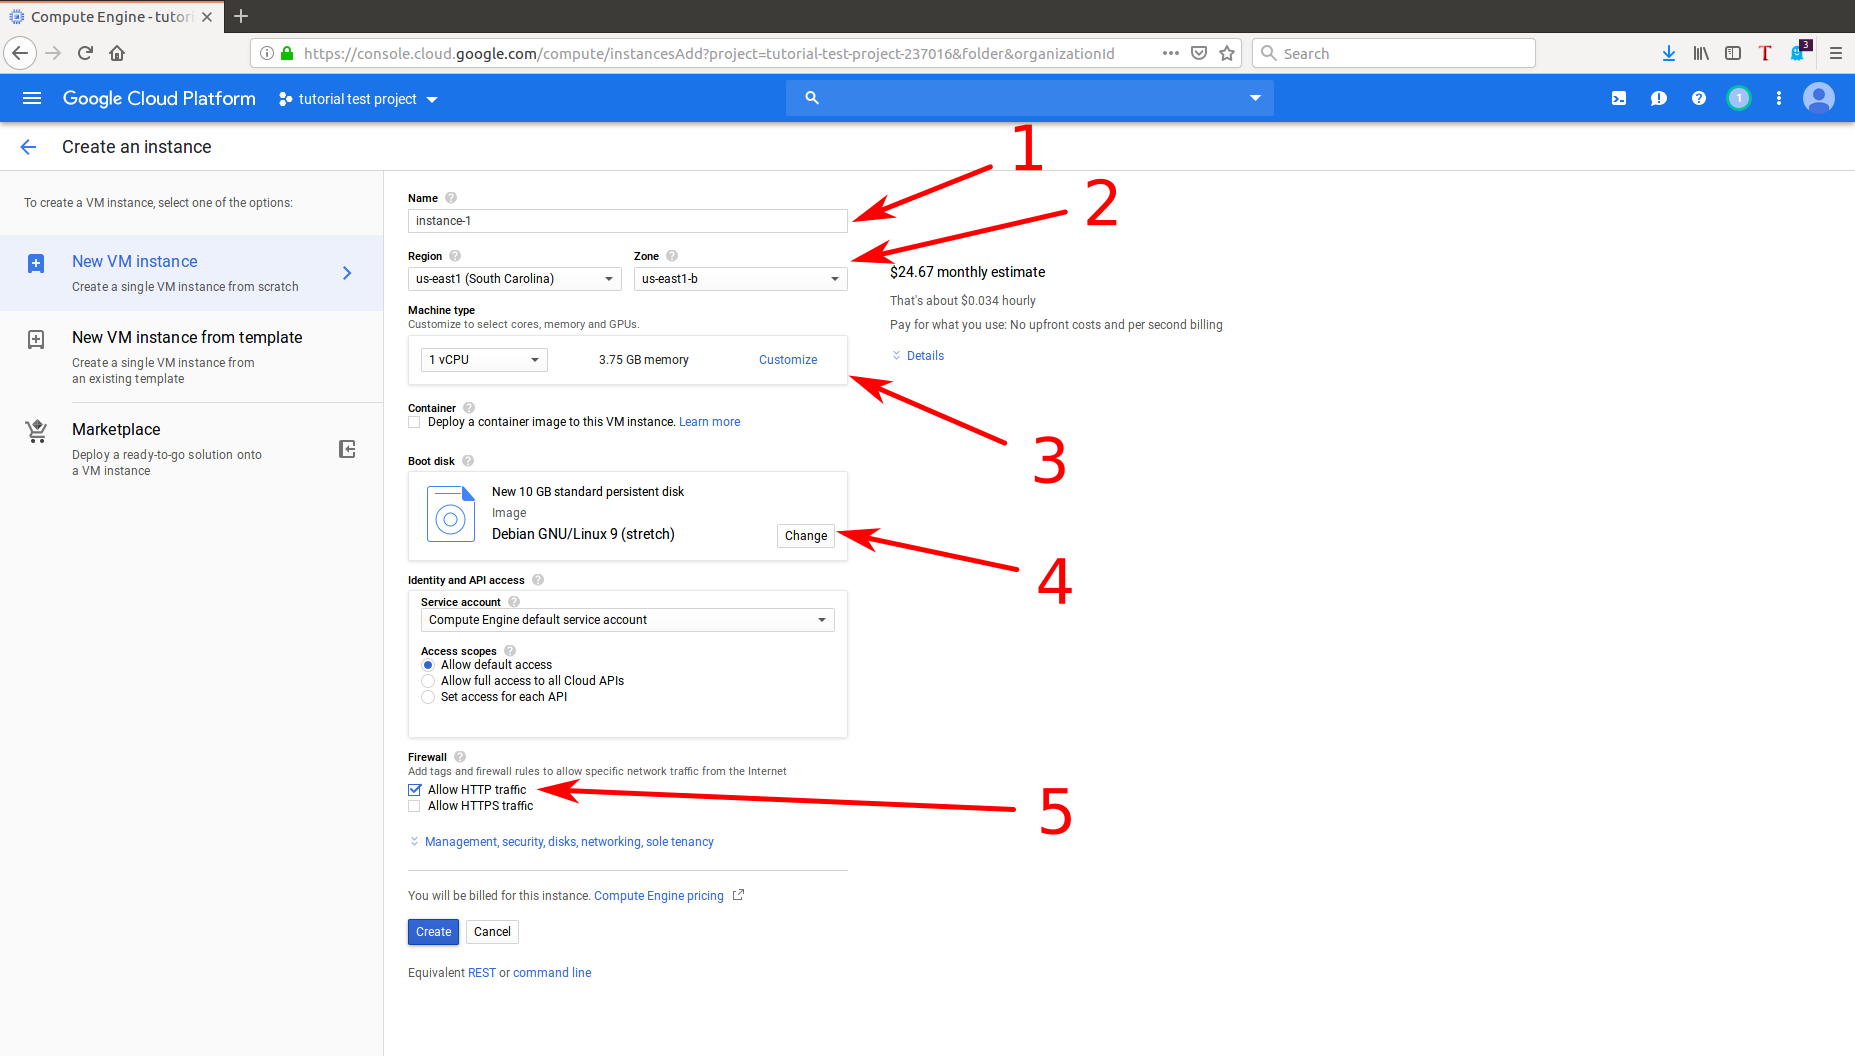 Compute Engine - tutori
https://console.cloud.google.com/compute/instancesAdd?project=tutorial-test-project-237016&folder&organizationId
Search
T
3
Google Cloud Platform
tutorial test project
1
Create an instance
To create a VM instance, select one of the options:
New VM instance
Create a single VM instance from scratch
New VM instance from template
Create a single VM instance from
an existing template
Marketplace
Deploy a ready-to-go solution onto
a VM instance
Name
instance-1
Region
Zone
us-east1 (South Carolina)
us-east1-b
Machine type
Customize to select cores, memory and GPUs.
1 vCPU
3.75 GB memory
Customize
Container
Deploy a container image to this VM instance. Learn more
Boot disk
New 10 GB standard persistent disk
Image
Debian GNU/Linux 9 (stretch)
Change
Identity and API access
Service account
Compute Engine default service account
Access scopes
Allow default access
Allow full access to all Cloud APIs
Set access for each API
Firewall
Add tags and firewall rules to allow specific network traffic from the Internet
Allow HTTP traffic
Allow HTTPS traffic
Management, security, disks, networking, sole tenancy
You will be billed for this instance. Compute Engine pricing
Create
Cancel
Equivalent REST or command line
$24.67 monthly estimate
That's about $0.034 hourly
Pay for what you use: No upfront costs and per second billing
Details
1
2
3
4
5